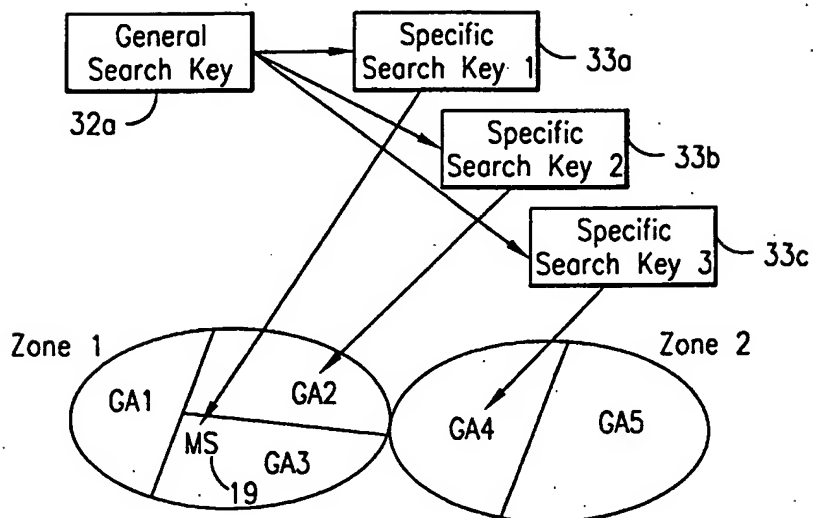 General
Search Key
32a
Specific
Search Key 1
33a
Specific
Search Key 2
33b
Specific
Search Key 3
33c
Zone 1
GA1
GA2
MS
19
GA3
Zone 2
GA4
GA5